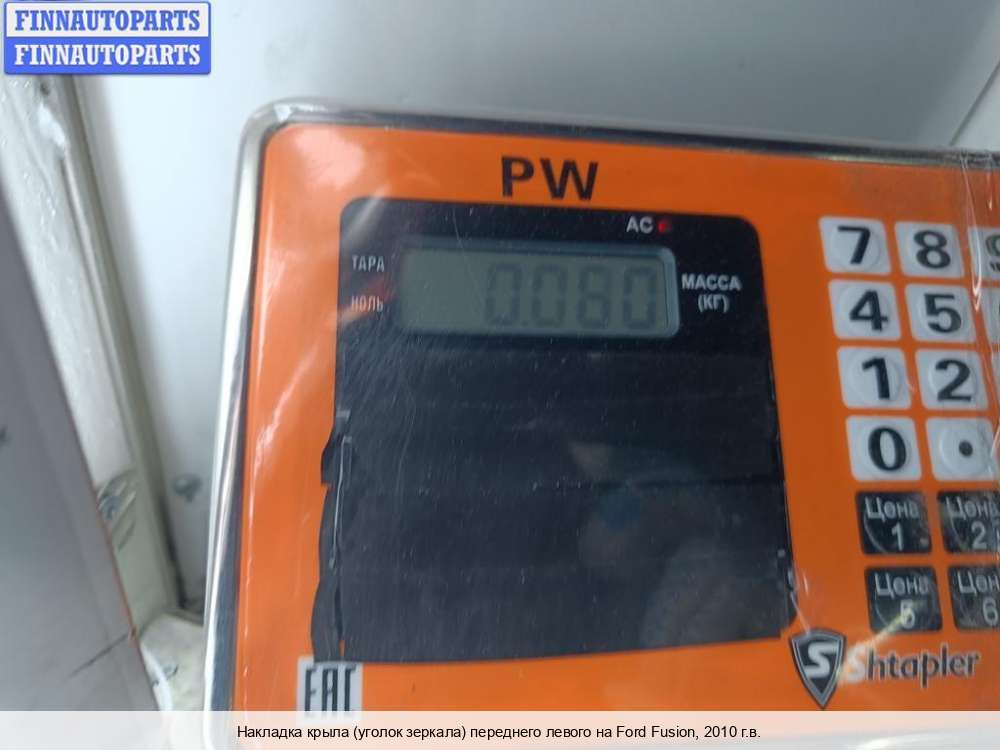 FINNAUTOPARTS
FINNAUTOPARTS
PW
AC
ТАРА
НОЛЬ
0.080
МАССА
(КГ)
7 8 9
4 5
1 2
0 .
Цена 1
Цена 2
Цена 5
Цена 6
S Shtapler
EAC
Накладка крыла (уголок зеркала) переднего левого на Ford Fusion, 2010 г.в.